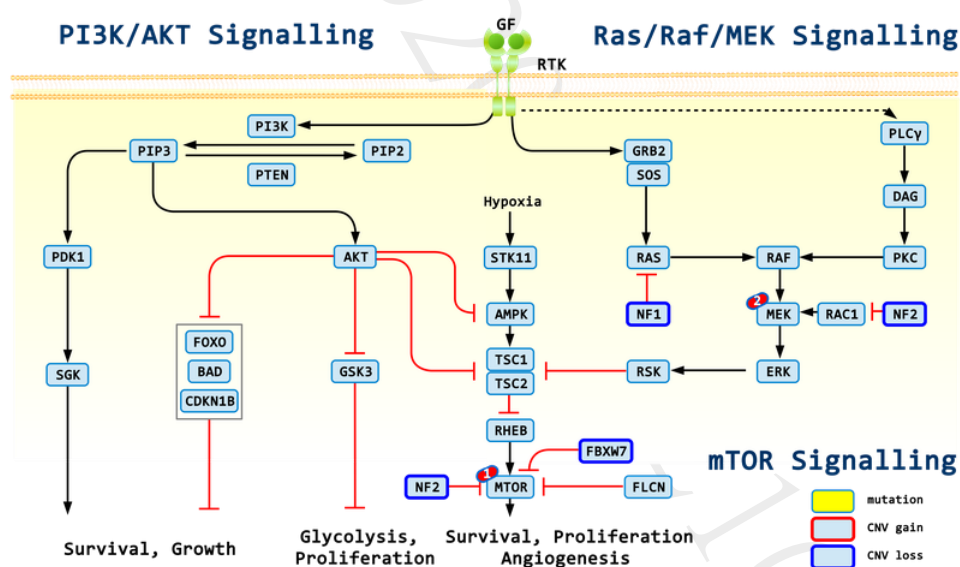 PI3K/AKT Signalling
GF
Ras/Raf/MEK Signalling
RTK
PI3K
PLCγ
PIP3
PIP2
GRB2
PTEN
SOS
DAG
Hypoxia
PDK1
AKT
STK11
RAS
RAF
PKC
2
AMPK
NF1
MEK
RAC1
NF2
FOXO
TSC1
SGK
BAD
GSK3
TSC2
RSK
ERK
CDKN1B
RHEB
FBXW7
mTOR Signalling
1
NF2
MTOR
FLCN
mutation
CNV gain
CNV loss
Survival, Growth
Glycolysis,
Proliferation
Survival, Proliferation
Angiogenesis